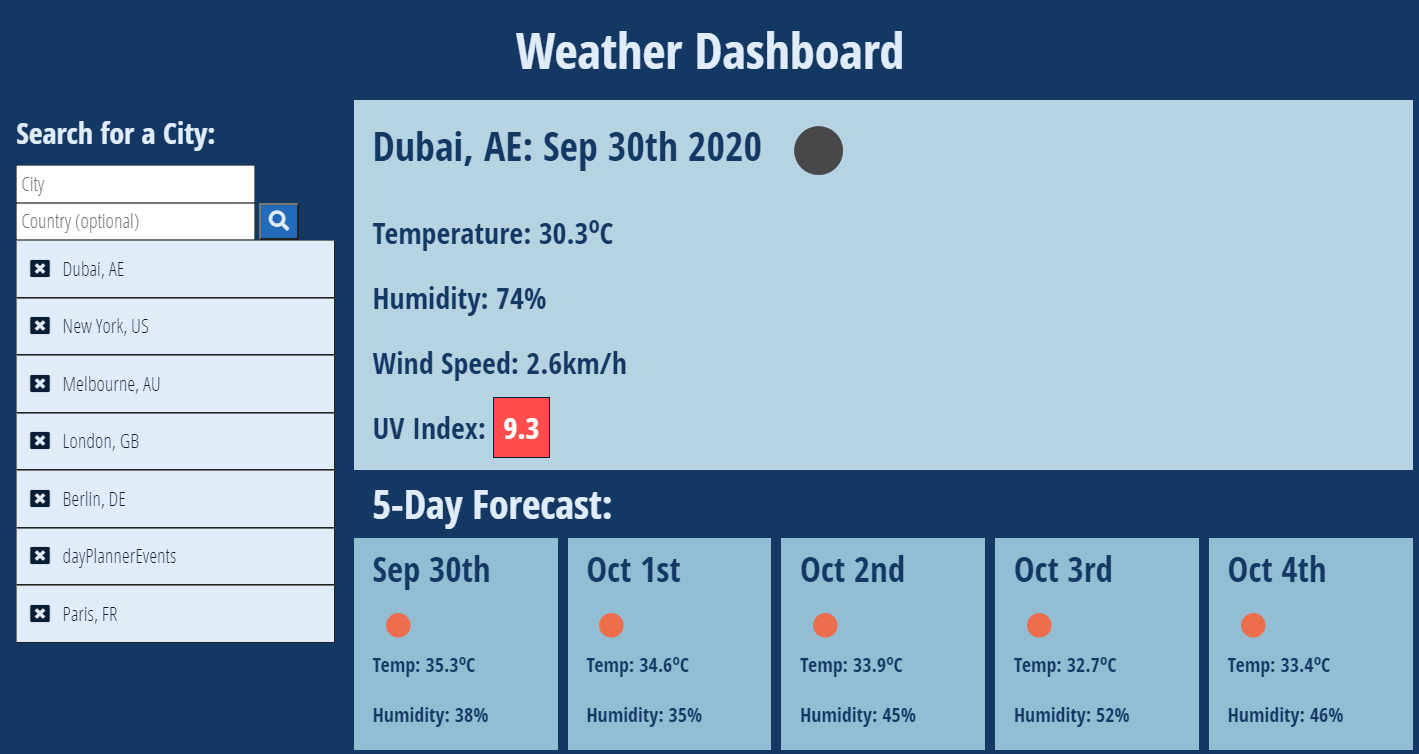 Weather Dashboard
Search for a City:
City
Country (optional)
Dubai, AE
New York, US
Melbourne, AU
London, GB
Berlin, DE
dayPlannerEvents
Paris, FR
Dubai, AE: Sep 30th 2020
Temperature: 30.3ºC
Humidity: 74%
Wind Speed: 2.6km/h
UV Index: 9.3
5-Day Forecast:
Sep 30th
Temp: 35.3ºC
Humidity: 38%
Oct 1st
Temp: 34.6ºC
Humidity: 35%
Oct 2nd
Temp: 33.9ºC
Humidity: 45%
Oct 3rd
Temp: 32.7ºC
Humidity: 52%
Oct 4th
Temp: 33.4ºC
Humidity: 46%